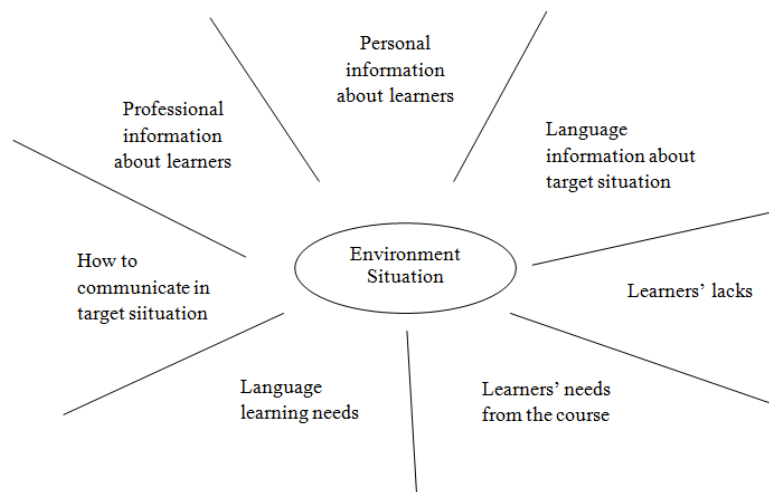 Personal
information
about learners
Professional
information
about learners
Language
information about
target situation
How to
communicate in
target siituation
Environment
Situation
Learners’ lacks
Language
learning needs
Learners’ needs
from the course